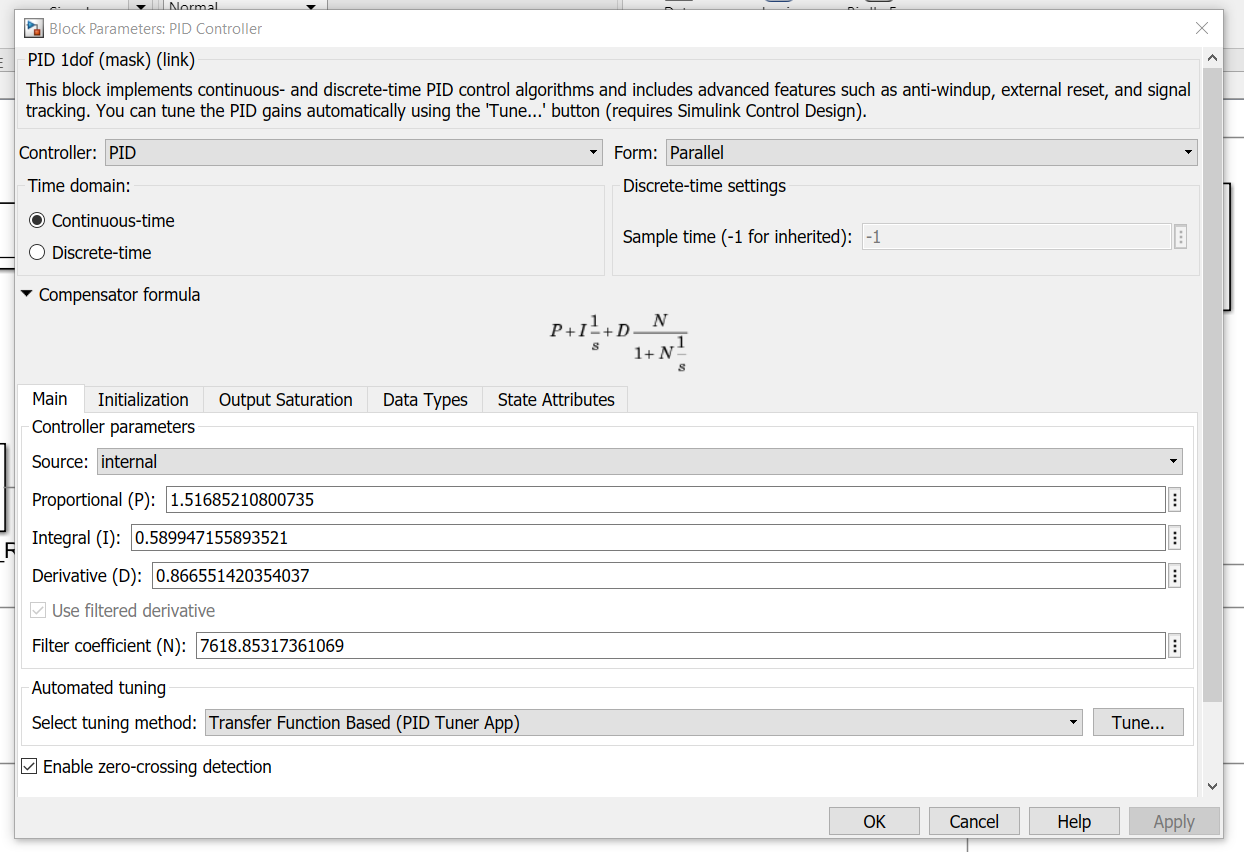 Normal
Block Parameters: PID Controller
PID 1dof (mask) (link)
This block implements continuous- and discrete-time PID control algorithms and includes advanced features such as anti-windup, external reset, and signal
tracking. You can tune the PID gains automatically using the 'Tune...' button (requires Simulink Control Design).
Controller: PID Form: Parallel
Time domain: Discrete-time settings
Continuous-time
Sample time (-1 for inherited): -1
Discrete-time
Compensator formula
P + I 1/s + D N/(1 + N 1/s)
Main Initialization Output Saturation Data Types State Attributes
Controller parameters
Source: internal
Proportional (P): 1.51685210800735
Integral (I): 0.589947155893521
Derivative (D): 0.866551420354037
Use filtered derivative
Filter coefficient (N): 7618.85317361069
Automated tuning
Select tuning method: Transfer Function Based (PID Tuner App) Tune...
Enable zero-crossing detection
OK Cancel Help Apply